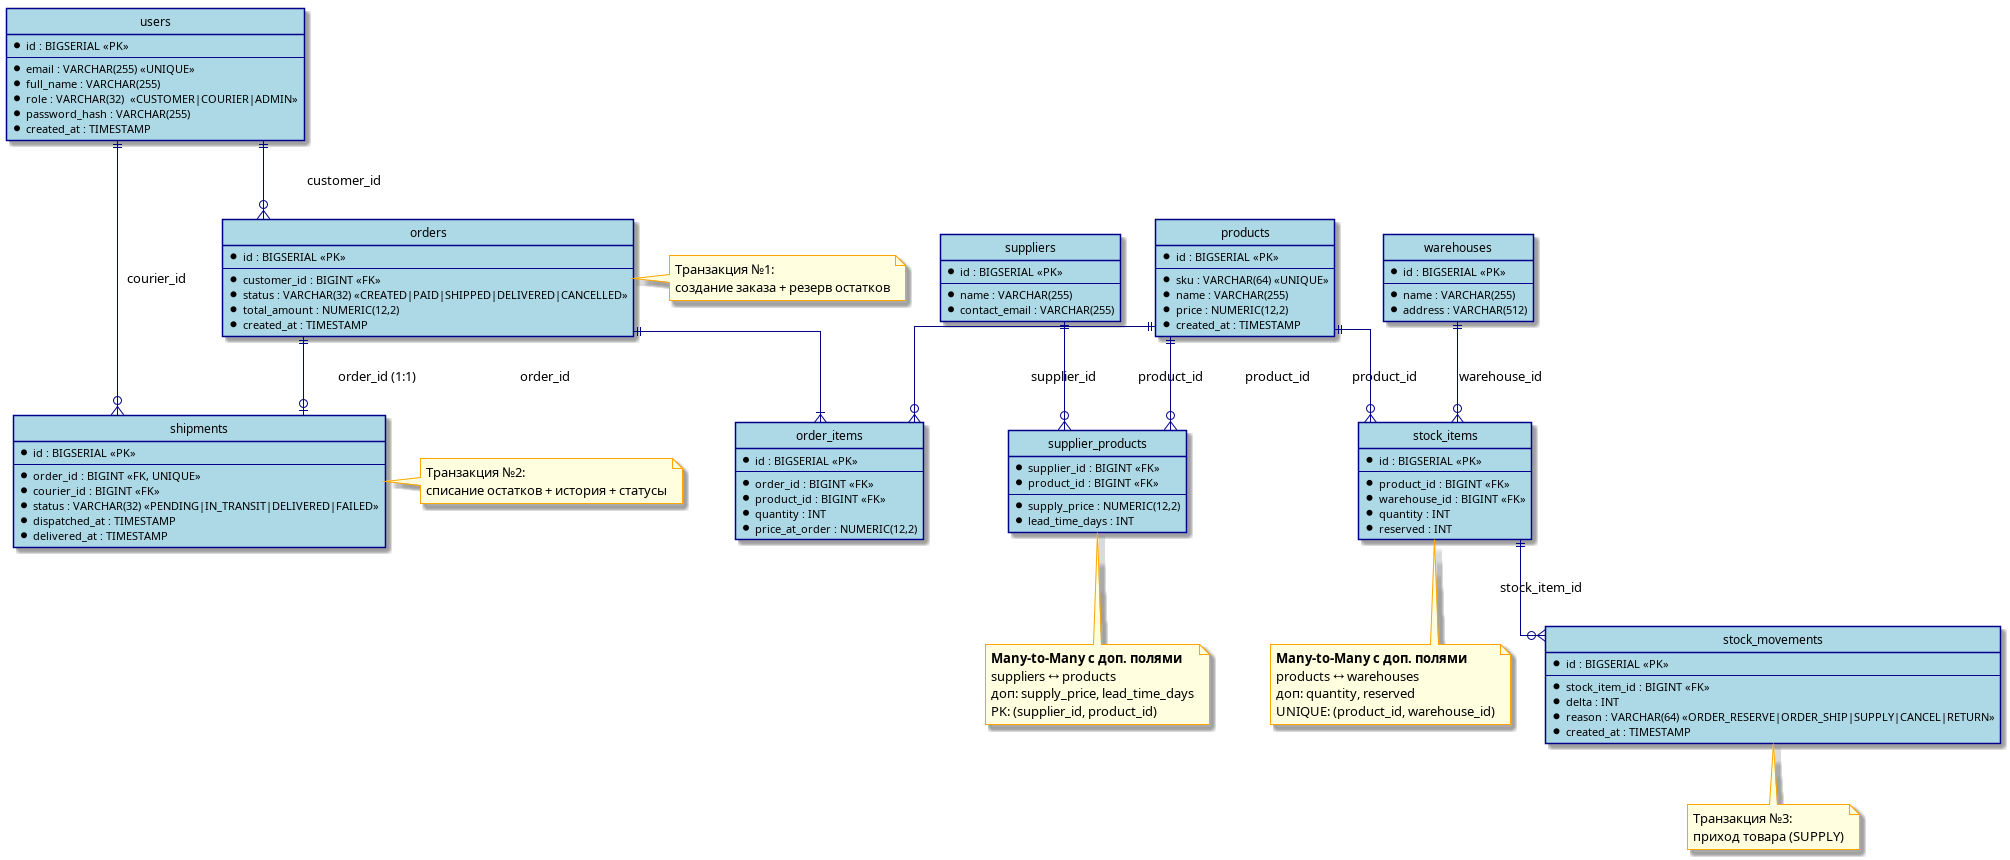 users
id : BIGSERIAL «PK»
email : VARCHAR(255) «UNIQUE»
full_name : VARCHAR(255)
role : VARCHAR(32)  «CUSTOMER|COURIER|ADMIN»
password_hash : VARCHAR(255)
created_at : TIMESTAMP
customer_id
courier_id
orders
id : BIGSERIAL «PK»
customer_id : BIGINT «FK»
status : VARCHAR(32) «CREATED|PAID|SHIPPED|DELIVERED|CANCELLED»
total_amount : NUMERIC(12,2)
created_at : TIMESTAMP
Транзакция №1:
создание заказа + резерв остатков
suppliers
id : BIGSERIAL «PK»
name : VARCHAR(255)
contact_email : VARCHAR(255)
products
id : BIGSERIAL «PK»
sku : VARCHAR(64) «UNIQUE»
name : VARCHAR(255)
price : NUMERIC(12,2)
created_at : TIMESTAMP
warehouses
id : BIGSERIAL «PK»
name : VARCHAR(255)
address : VARCHAR(512)
order_id (1:1)
order_id
supplier_id
product_id
product_id
product_id
warehouse_id
shipments
id : BIGSERIAL «PK»
order_id : BIGINT «FK, UNIQUE»
courier_id : BIGINT «FK»
status : VARCHAR(32) «PENDING|IN_TRANSIT|DELIVERED|FAILED»
dispatched_at : TIMESTAMP
delivered_at : TIMESTAMP
Транзакция №2:
списание остатков + история + статусы
order_items
id : BIGSERIAL «PK»
order_id : BIGINT «FK»
product_id : BIGINT «FK»
quantity : INT
price_at_order : NUMERIC(12,2)
supplier_products
supplier_id : BIGINT «FK»
product_id : BIGINT «FK»
supply_price : NUMERIC(12,2)
lead_time_days : INT
stock_items
id : BIGSERIAL «PK»
product_id : BIGINT «FK»
warehouse_id : BIGINT «FK»
quantity : INT
reserved : INT
stock_item_id
Many-to-Many с доп. полями
suppliers ↔ products
доп: supply_price, lead_time_days
PK: (supplier_id, product_id)
Many-to-Many с доп. полями
products ↔ warehouses
доп: quantity, reserved
UNIQUE: (product_id, warehouse_id)
stock_movements
id : BIGSERIAL «PK»
stock_item_id : BIGINT «FK»
delta : INT
reason : VARCHAR(64) «ORDER_RESERVE|ORDER_SHIP|SUPPLY|CANCEL|RETURN»
created_at : TIMESTAMP
Транзакция №3:
приход товара (SUPPLY)